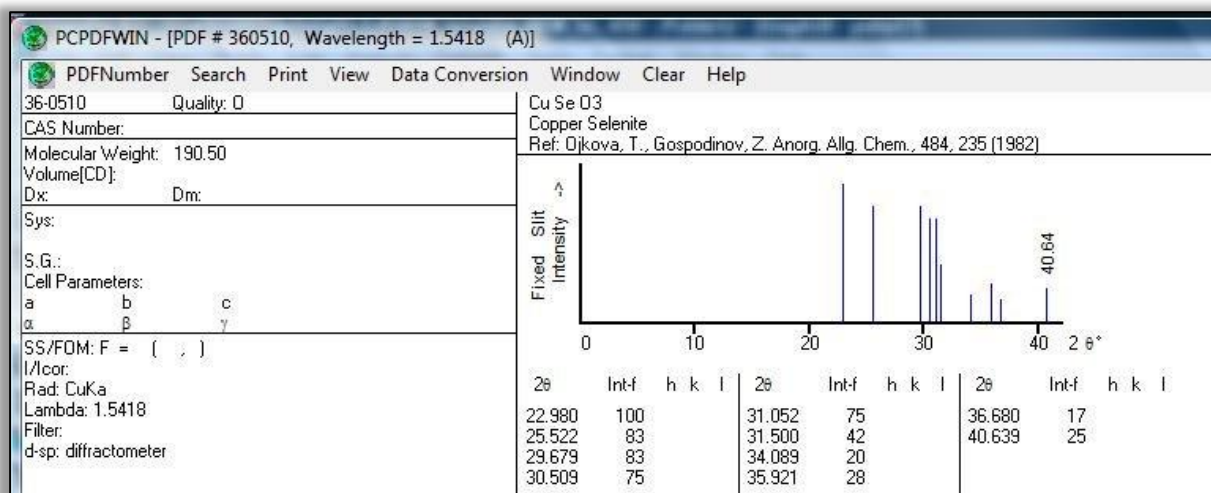 PCPDFWIN - [PDF # 360510, Wavelength = 1.5418 (A)]
PDFNumber Search Print View Data Conversion Window Clear Help
36-0510 Quality: O
CAS Number:
Molecular Weight: 190.50
Volume[CD]:
Dx: Dm:
Sys:
S.G.:
Cell Parameters:
a b c
α β γ
SS/FOM: F = ( , )
I/Icor:
Rad: CuKa
Lambda: 1.5418
Filter:
d-sp: diffractometer
Cu Se O3
Copper Selenite
Ref: Ojkova, T., Gospodinov, Z. Anorg. Allg. Chem., 484, 235 (1982)
Fixed Slit
Intensity ->
40.64
0 10 20 30 40 2 θ°
2θ Int-f h k l 2θ Int-f h k l 2θ Int-f h k l
22.980 100 31.052 75 36.680 17
25.522 83 31.500 42 40.639 25
29.679 83 34.089 20
30.509 75 35.921 28